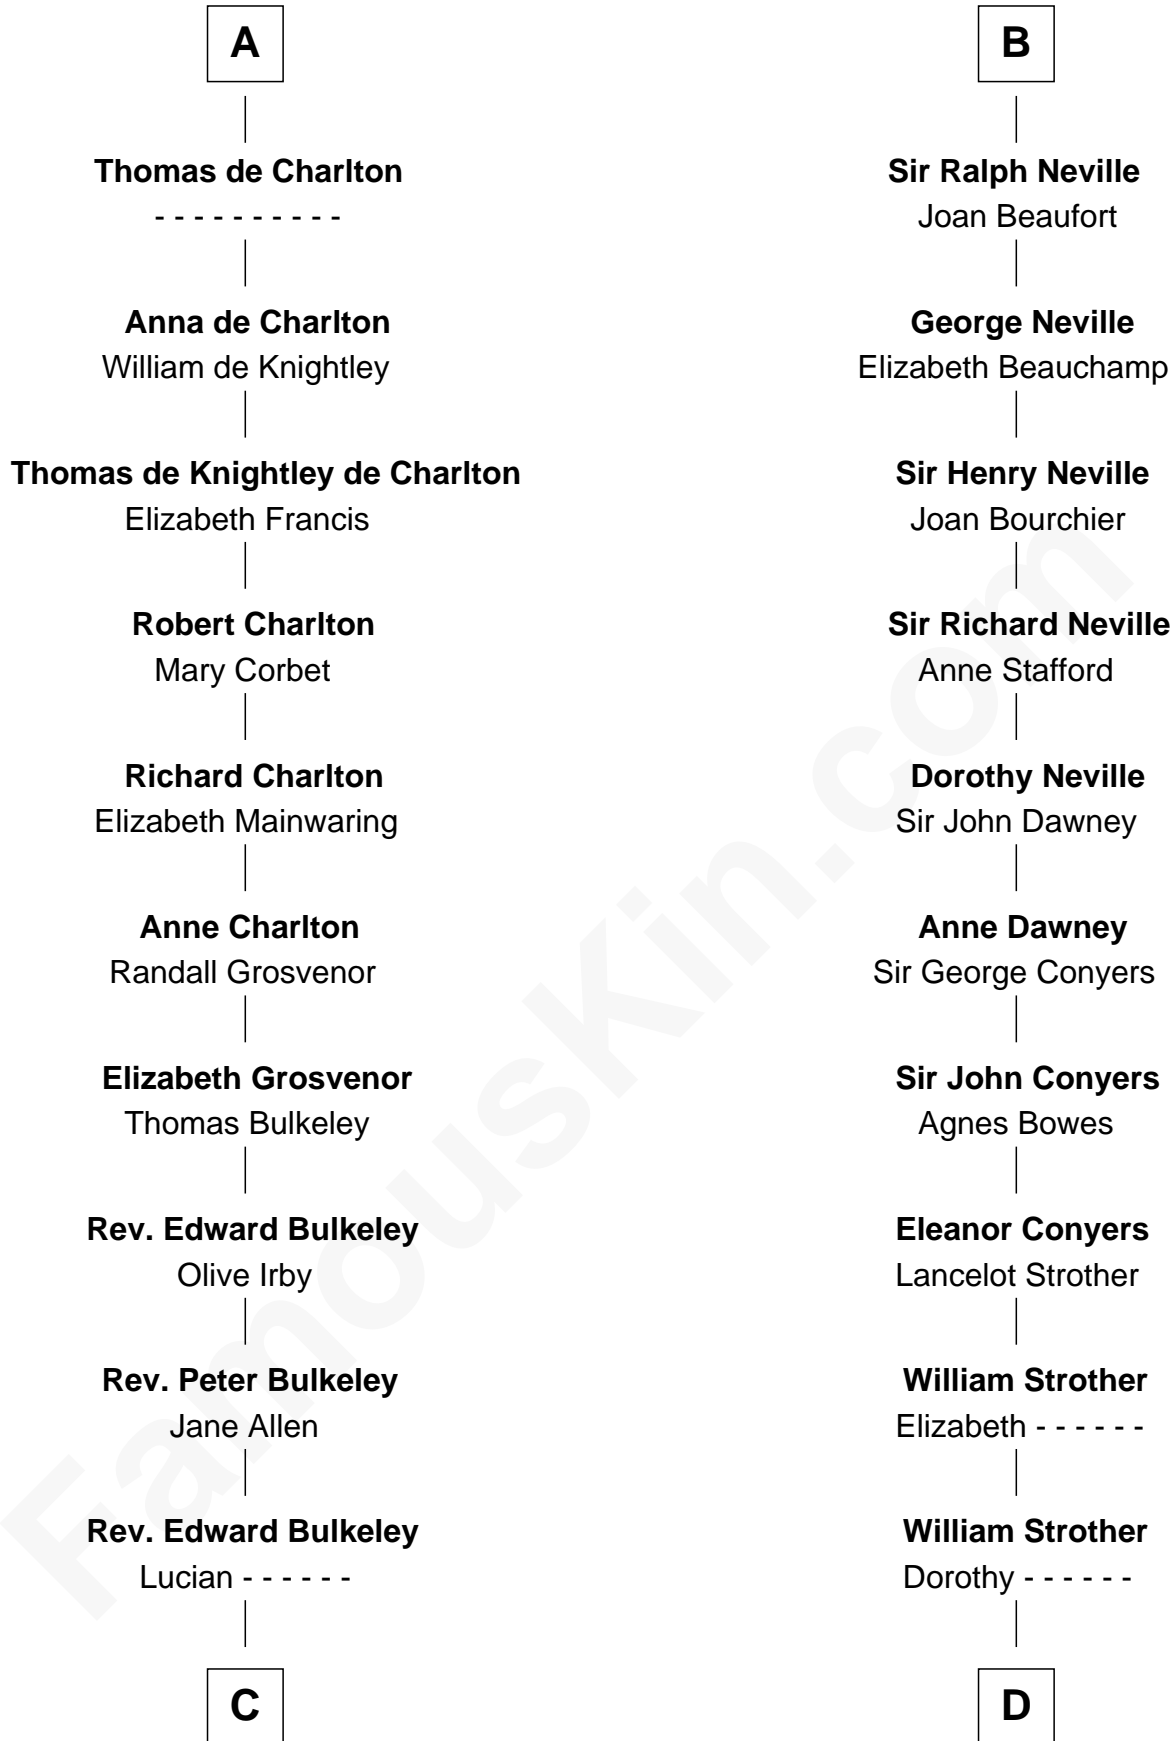 A
Thomas de Charlton
- - - - - - - - - -
Anna de Charlton
William de Knightley
Thomas de Knightley de Charlton
Elizabeth Francis
Robert Charlton
Mary Corbet
Richard Charlton
Elizabeth Mainwaring
Anne Charlton
Randall Grosvenor
Elizabeth Grosvenor
Thomas Bulkeley
Rev. Edward Bulkeley
Olive Irby
Rev. Peter Bulkeley
Jane Allen
Rev. Edward Bulkeley
Lucian - - - - - -
C
B
Sir Ralph Neville
Joan Beaufort
George Neville
Elizabeth Beauchamp
Sir Henry Neville
Joan Bourchier
Sir Richard Neville
Anne Stafford
Dorothy Neville
Sir John Dawney
Anne Dawney
Sir George Conyers
Sir John Conyers
Agnes Bowes
Eleanor Conyers
Lancelot Strother
William Strother
Elizabeth - - - - - -
William Strother
Dorothy - - - - - -
D
FamousKin.com